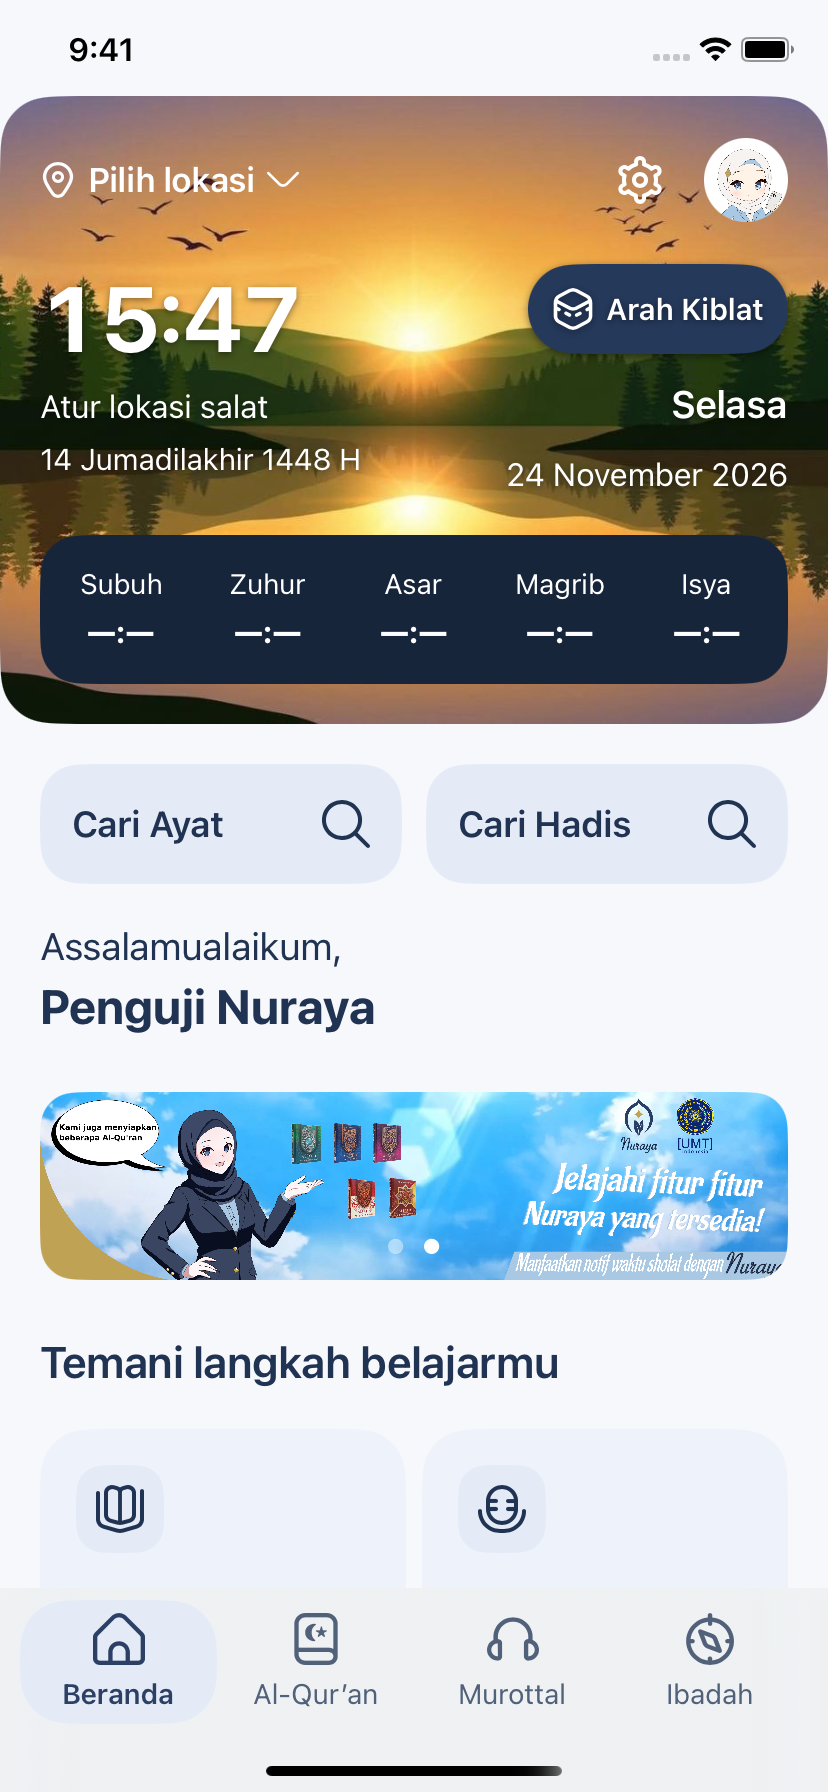 9:41
Pilih lokasi
15:47
Arah Kiblat
Atur lokasi salat
Selasa
14 Jumadilakhir 1448 H
24 November 2026
Subuh Zuhur Asar Magrib Isya
—:— —:— —:— —:— —:—
Cari Ayat
Cari Hadis
Assalamualaikum,
Penguji Nuraya
Kami juga menyiapkan
beberapa Al-Qu'ran
Nuraya
[UMT]
Indonesia
Jelajahi fitur fitur
Nuraya yang tersedia!
Manfaatkan notif waktu sholat dengan Nuraya
Temani langkah belajarmu
Beranda
Al-Qur’an
Murottal
Ibadah